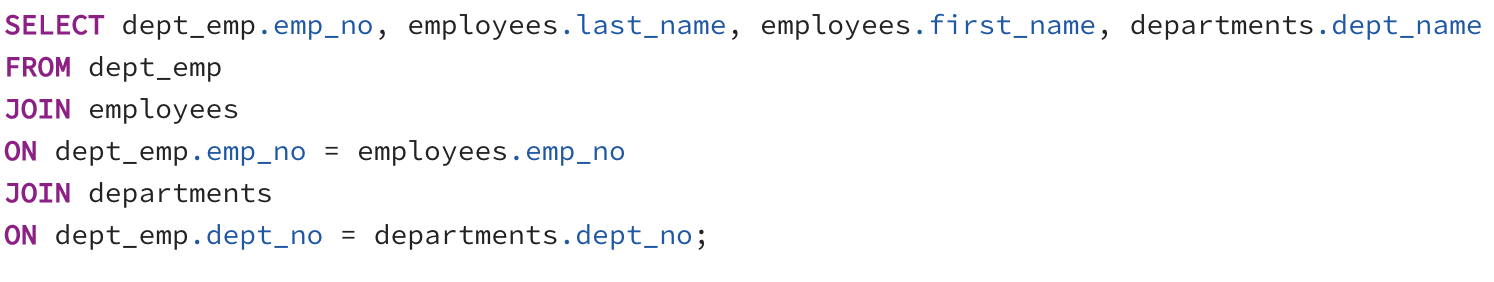 SELECT dept_emp.emp_no, employees.last_name, employees.first_name, departments.dept_name
FROM dept_emp
JOIN employees
ON dept_emp.emp_no = employees.emp_no
JOIN departments
ON dept_emp.dept_no = departments.dept_no;